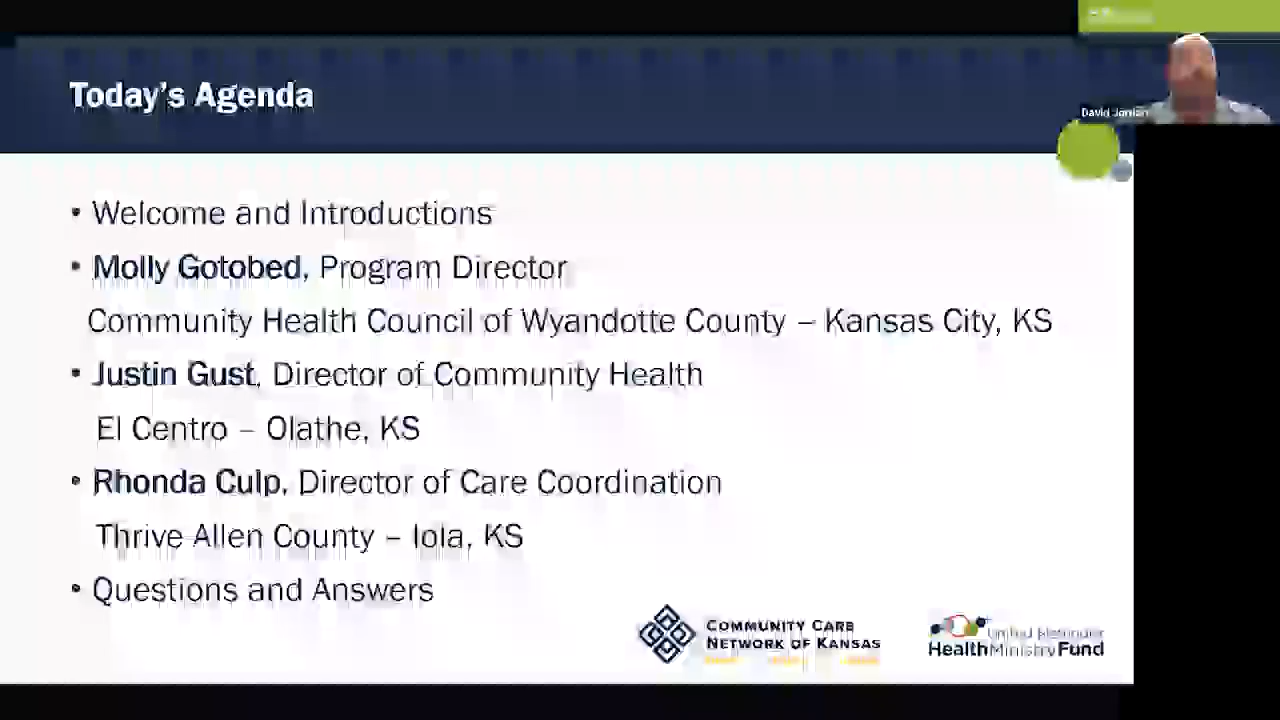 Today's Agenda
David Jordan
• Welcome and Introductions
• Molly Gotobed, Program Director
Community Health Council of Wyandotte County – Kansas City, KS
• Justin Gust, Director of Community Health
El Centro – Olathe, KS
• Rhonda Culp, Director of Care Coordination
Thrive Allen County – Iola, KS
• Questions and Answers
COMMUNITY CARE
NETWORK OF KANSAS
United Methodist
HealthMinistryFund